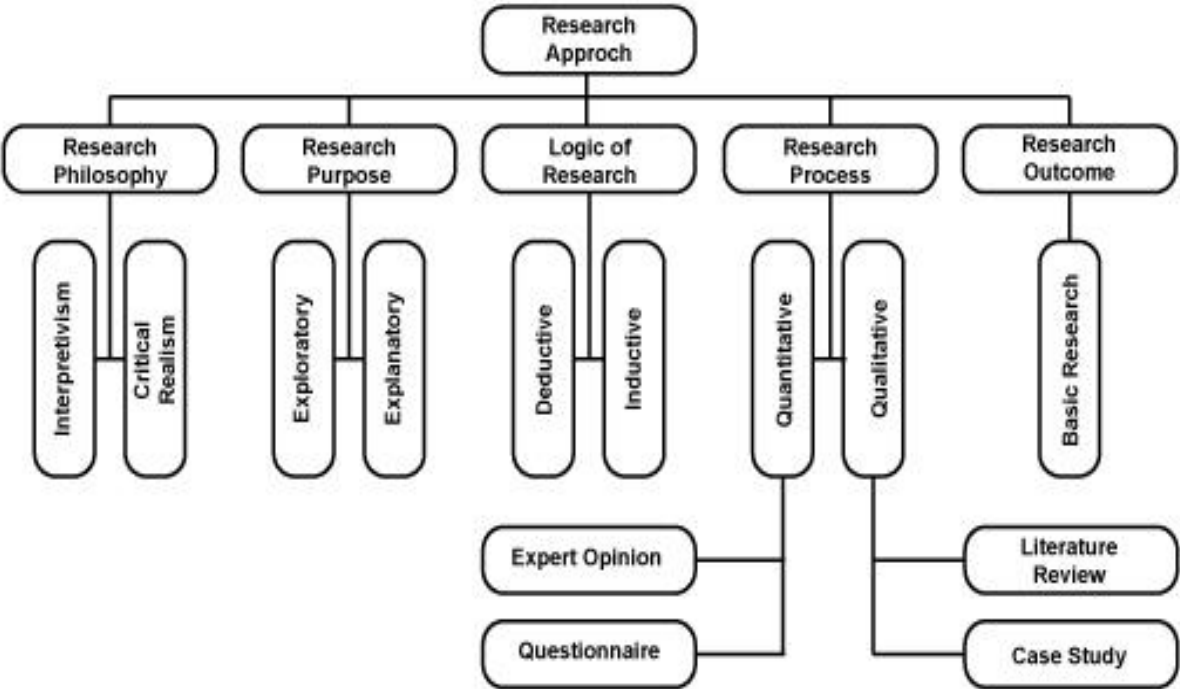 Research
Approch
Research
Philosophy
Research
Purpose
Logic of
Research
Research
Process
Research
Outcome
Interpretivism
Critical
Realism
Exploratory
Explanatory
Deductive
Inductive
Quantitative
Qualitative
Basic Research
Expert Opinion
Literature
Review
Questionnaire
Case Study